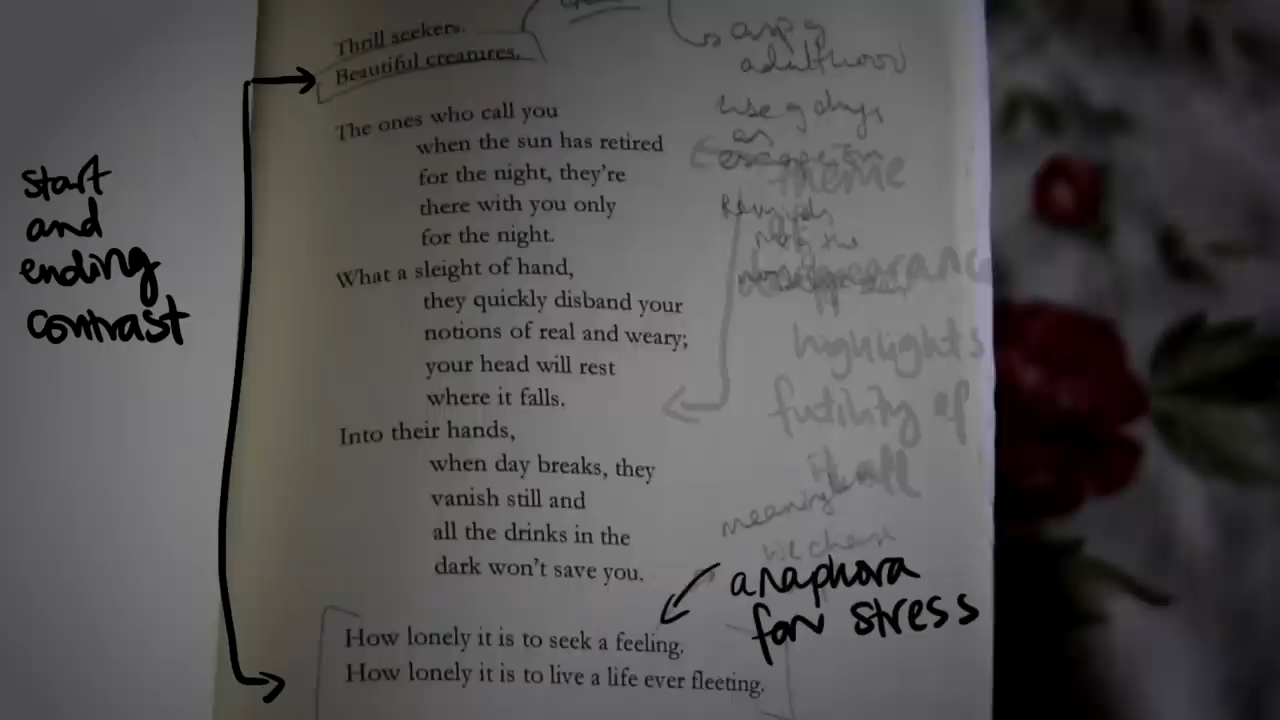 Thrill seekers.
Beautiful creatures.
The ones who call you
when the sun has retired
for the night, they're
there with you only
for the night.
What a sleight of hand,
they quickly disband your
notions of real and weary;
your head will rest
where it falls.
Into their hands,
when day breaks, they
vanish still and
all the drinks in the
dark won't save you.
How lonely it is to seek a feeling.
How lonely it is to live a life ever fleeting.
start
and
ending
contrast
adulthood
theme
highlights
futility of
it all
anaphora
for stress